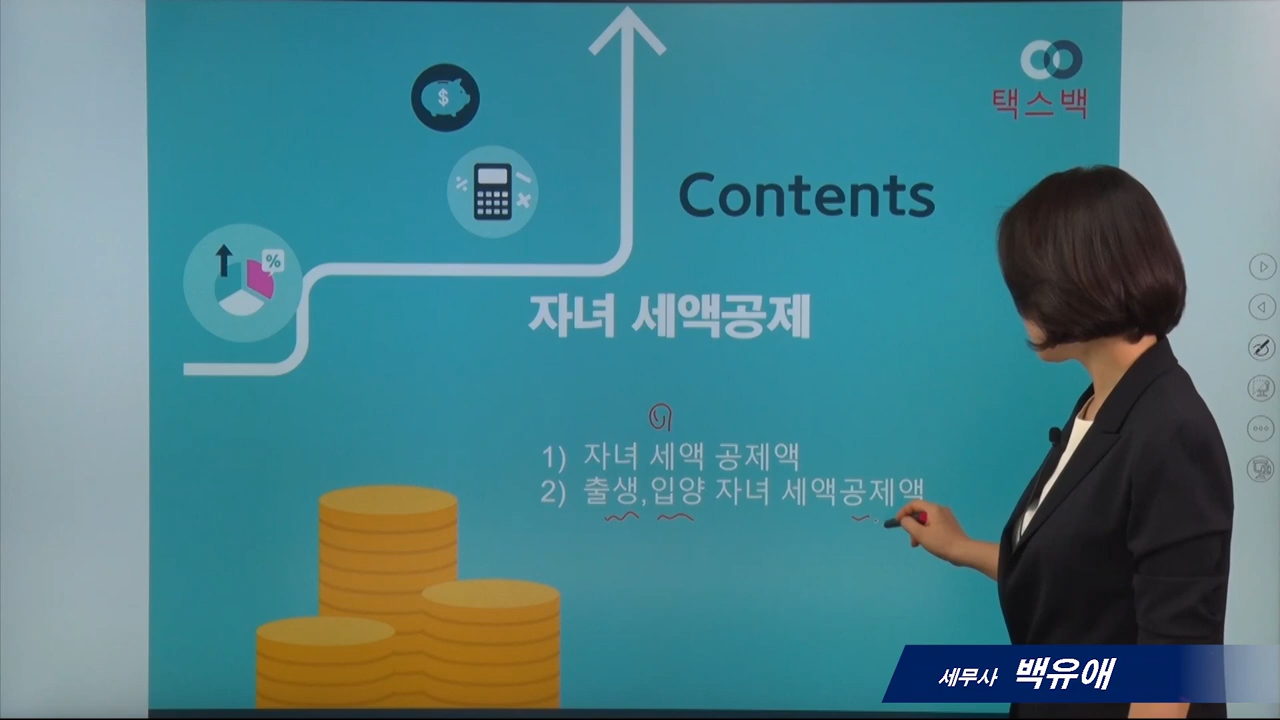 택스백
Contents
자녀 세액공제
1) 자녀 세액 공제액
2) 출생,입양 자녀 세액공제액
세무사 백유애